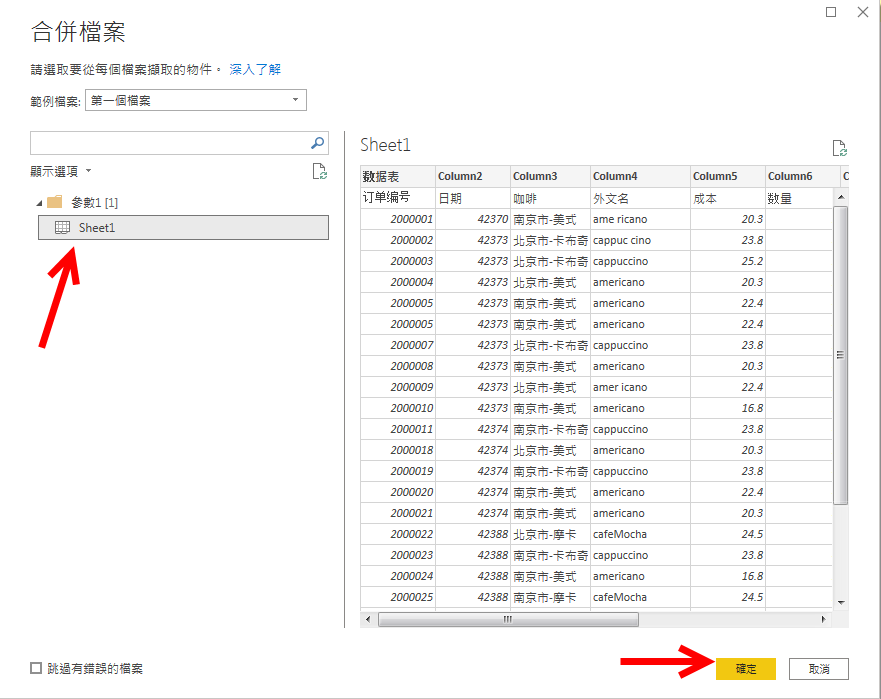 合併檔案
請選取要從每個檔案擷取的物件。 深入了解
範例檔案: 第一個檔案
顯示選項
參數1 [1]
Sheet1
Sheet1
数据表 Column2 Column3 Column4 Column5 Column6 C
订单编号 日期 咖啡 外文名 成本 数量
2000001 42370 南京市-美式 ame ricano 20.3
2000002 42373 北京市-卡布奇 cappuc cino 23.8
2000003 42373 北京市-卡布奇 cappuccino 25.2
2000004 42373 北京市-美式 americano 20.3
2000005 42373 南京市-美式 americano 22.4
2000005 42373 南京市-美式 americano 22.4
2000007 42373 北京市-卡布奇 cappuccino 23.8
2000008 42373 南京市-美式 americano 20.3
2000009 42373 北京市-美式 amer icano 22.4
2000010 42373 南京市-美式 americano 16.8
2000011 42374 南京市-卡布奇 cappuccino 23.8
2000018 42374 北京市-美式 americano 20.3
2000019 42374 南京市-卡布奇 cappuccino 23.8
2000020 42374 南京市-美式 americano 22.4
2000021 42374 南京市-美式 americano 20.3
2000022 42388 北京市-摩卡 cafeMocha 24.5
2000023 42388 南京市-卡布奇 cappuccino 23.8
2000024 42388 南京市-美式 americano 16.8
2000025 42388 南京市-摩卡 cafeMocha 24.5
跳過有錯誤的檔案
確定
取消